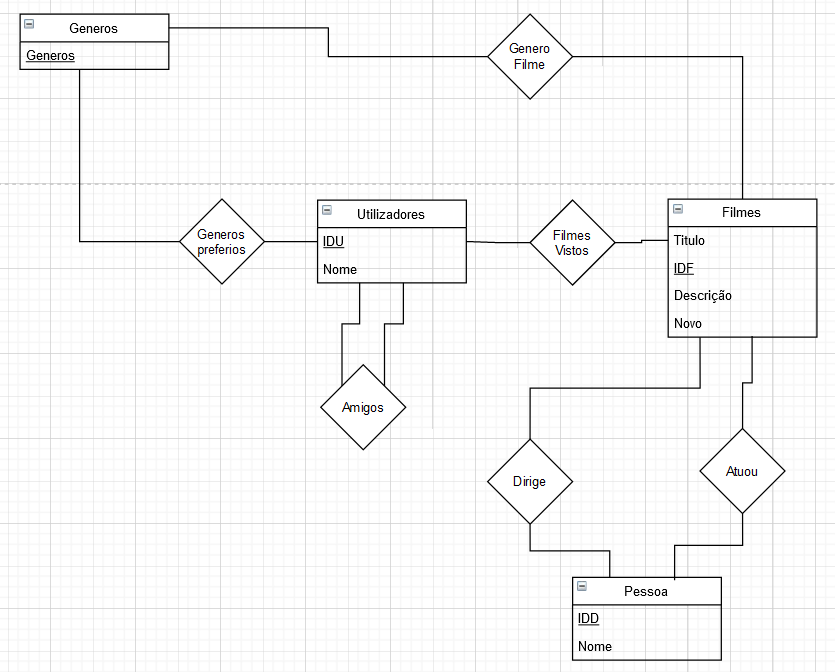 Generos
Generos
Genero
Filme
Generos
preferios
Utilizadores
IDU
Nome
Filmes
Vistos
Filmes
Titulo
IDF
Descrição
Novo
Amigos
Dirige
Atuou
Pessoa
IDD
Nome